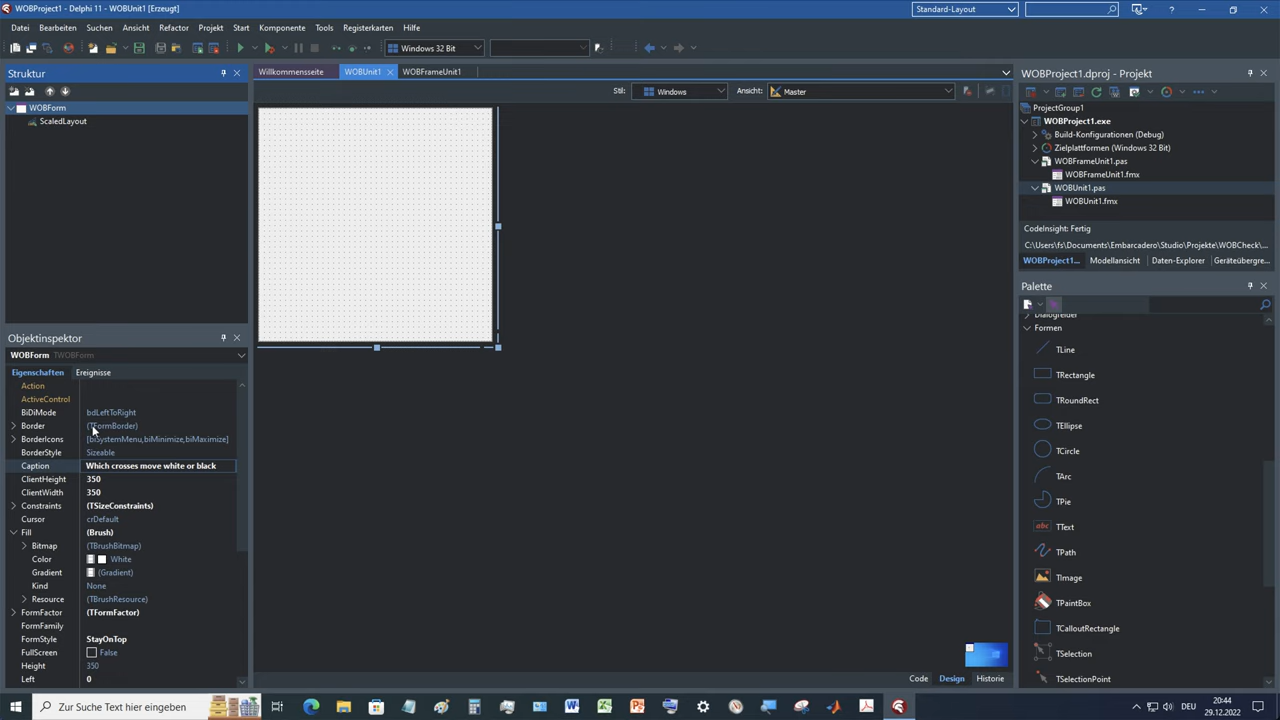 WOBProject1 - Delphi 11 - WOBUnit1 [Erzeugt]
Standard-Layout
Datei Bearbeiten Suchen Ansicht Refactor Projekt Start Komponente Tools Registerkarten Hilfe
Windows 32 Bit
Struktur
WOBForm
ScaledLayout
Willkommensseite WOBUnit1 WOBFrameUnit1
Stil: Windows Ansicht: Master
WOBProject1.dproj - Projekt
ProjectGroup1
WOBProject1.exe
Build-Konfigurationen (Debug)
Zielplattformen (Windows 32 Bit)
WOBFrameUnit1.pas
WOBFrameUnit1.fmx
WOBUnit1.pas
WOBUnit1.fmx
CodeInsight: Fertig
C:\Users\fs\Documents\Embarcadero\Studio\Projekte\WOBCheck\...
WOBProject1... Modellansicht Daten-Explorer Geräteübergre...
Objektinspektor
WOBForm TWOBForm
Eigenschaften Ereignisse
Action
ActiveControl
BiDiMode bdLeftToRight
Border (TFormBorder)
BorderIcons [biSystemMenu,biMinimize,biMaximize]
BorderStyle Sizeable
Caption Which crosses move white or black
ClientHeight 350
ClientWidth 350
Constraints (TSizeConstraints)
Cursor crDefault
Fill (Brush)
Bitmap (TBrushBitmap)
Color White
Gradient (Gradient)
Kind None
Resource (TBrushResource)
FormFactor (TFormFactor)
FormFamily
FormStyle StayOnTop
FullScreen False
Height 350
Left 0
Palette
Dialogfelder
Formen
TLine
TRectangle
TRoundRect
TEllipse
TCircle
TArc
TPie
abc TText
TPath
TImage
TPaintBox
TCalloutRectangle
TSelection
TSelectionPoint
Code Design Historie
Zur Suche Text hier eingeben
DEU
20:44
29.12.2022